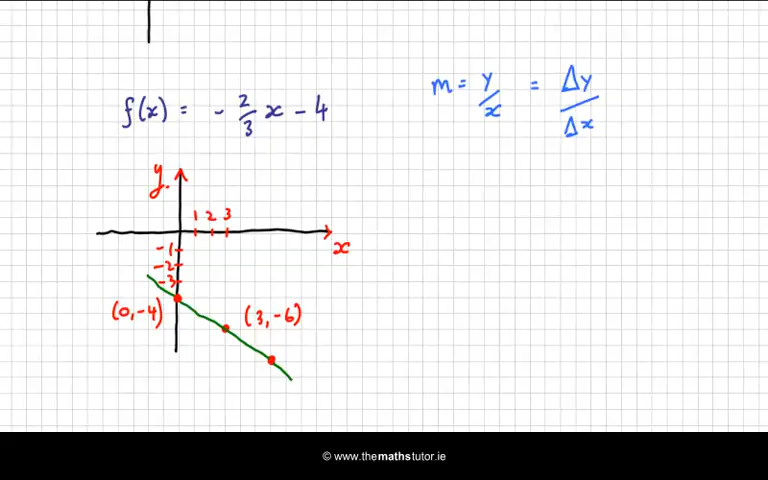 f(x) = - 2/3 x - 4
m = y/x = Δy/Δx
y
1 2 3
x
-1
-2
-3
(0,-4)
(3,-6)
© www.themathstutor.ie